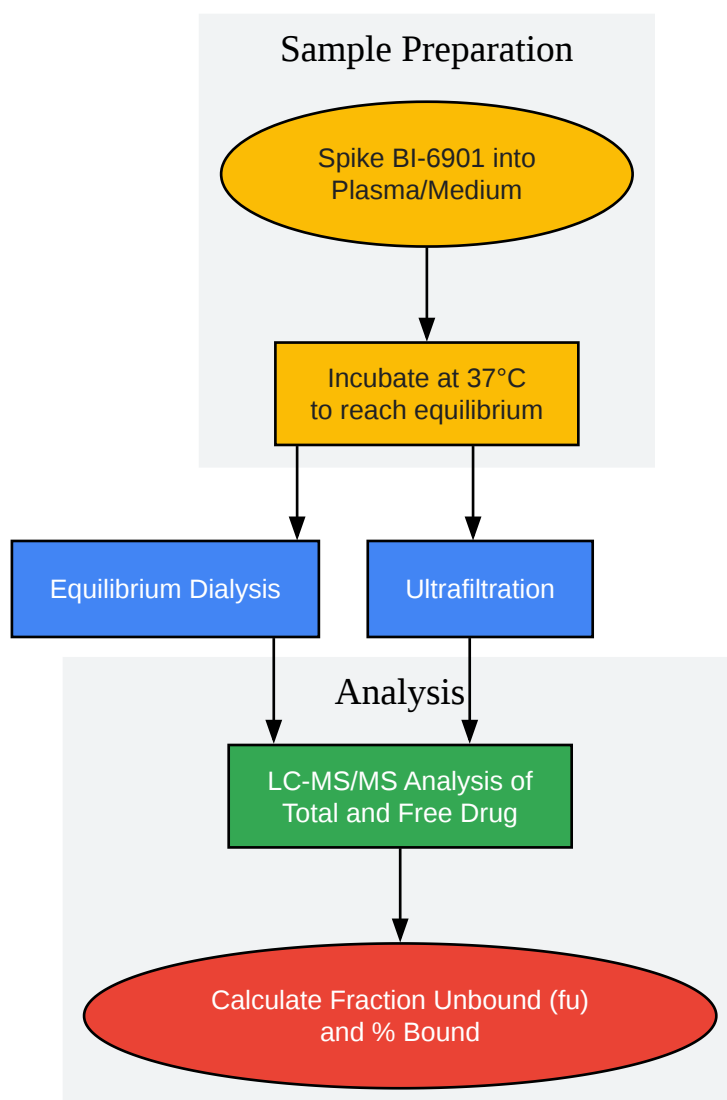 Sample Preparation
Spike BI-6901 into
Plasma/Medium
Incubate at 37°C
to reach equilibrium
Equilibrium Dialysis
Ultrafiltration
Analysis
LC-MS/MS Analysis of
Total and Free Drug
Calculate Fraction Unbound (fu)
and % Bound